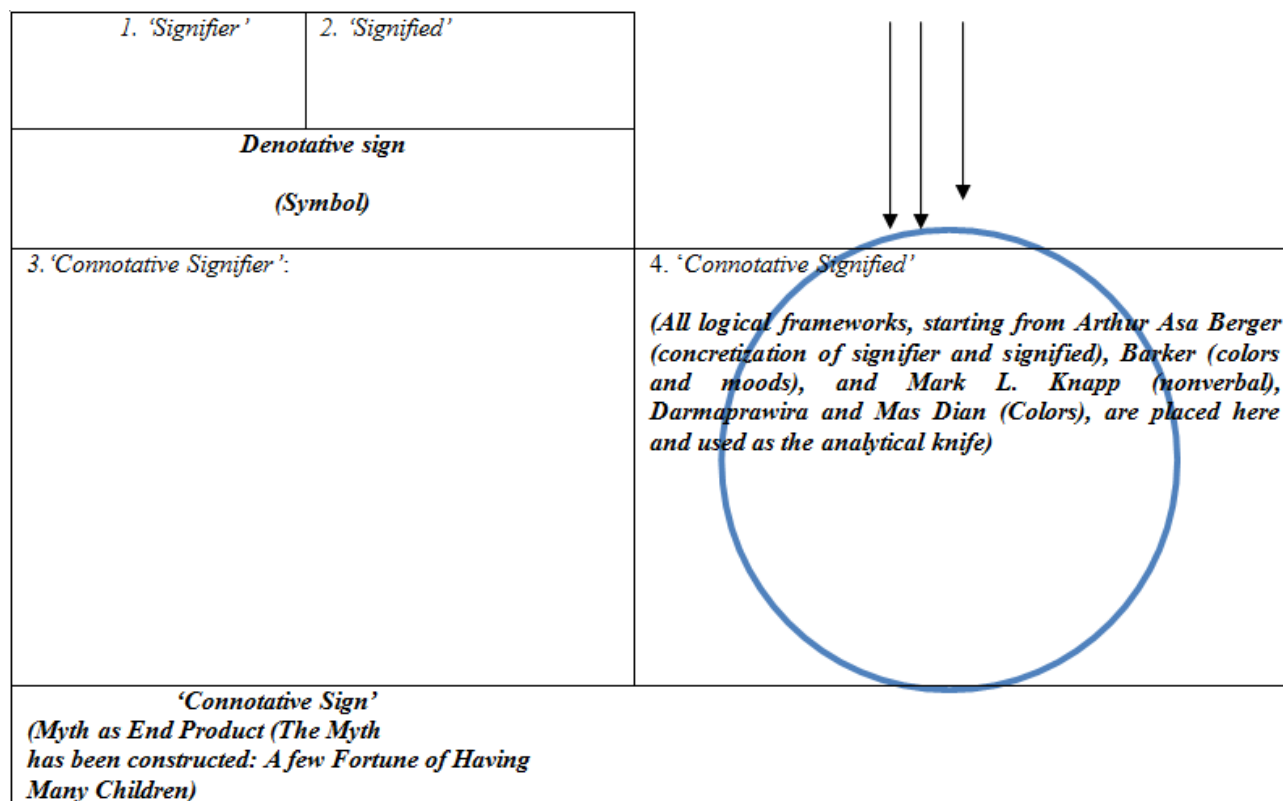 1. ‘Signifier’
2. ‘Signified’
Denotative sign
(Symbol)
3. ‘Connotative Signifier’:
4. ‘Connotative Signified’
(All logical frameworks, starting from Arthur Asa Berger
(concretization of signifier and signified), Barker (colors
and moods), and Mark L. Knapp (nonverbal),
Darmaprawira and Mas Dian (Colors), are placed here
and used as the analytical knife)
‘Connotative Sign’
(Myth as End Product (The Myth
has been constructed: A few Fortune of Having
Many Children)